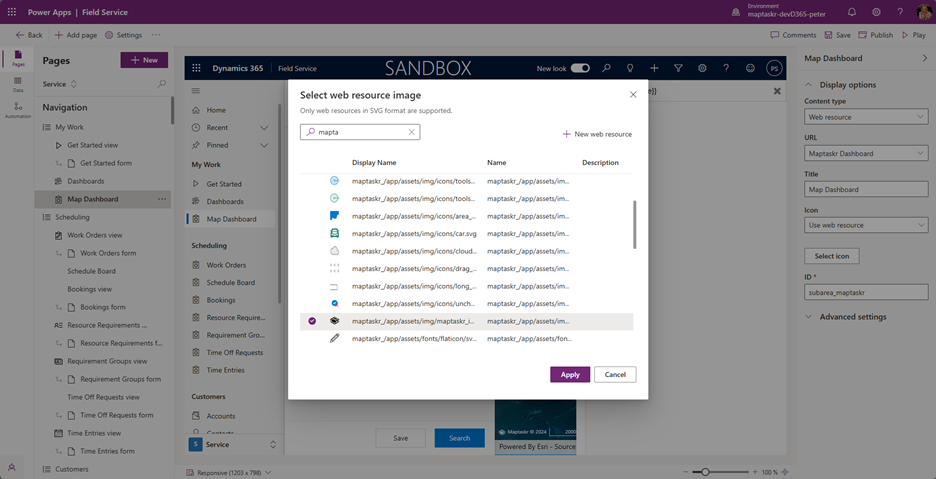 Power Apps | Field Service
Environment
maptaskr-devD365-peter
Back
Add page
Settings
Comments
Save
Publish
Play
Pages
Data
Automation
Pages
New
Service
Navigation
My Work
Get Started view
Get Started form
Dashboards
Map Dashboard
Scheduling
Work Orders view
Work Orders form
Schedule Board
Bookings view
Bookings form
Resource Requirements ...
Resource Requirements f...
Requirement Groups view
Requirement Groups form
Time Off Requests view
Time Off Requests form
Time Entries view
Time Entries form
Customers
Dynamics 365
Field Service
SANDBOX
New look
PS
Home
Recent
Pinned
My Work
Get Started
Dashboards
Map Dashboard
Scheduling
Work Orders
Schedule Board
Bookings
Resource Require...
Requirement Gro...
Time Off Requests
Time Entries
Customers
Accounts
S
Service
Select web resource image
Only web resources in SVG format are supported.
mapta
New web resource
Display Name Name Description
maptaskr_/app/assets/img/icons/tools... maptaskr_/app/assets/im...
maptaskr_/app/assets/img/icons/tools... maptaskr_/app/assets/im...
maptaskr_/app/assets/img/icons/area_... maptaskr_/app/assets/im...
maptaskr_/app/assets/img/icons/car.svg maptaskr_/app/assets/im...
maptaskr_/app/assets/img/icons/cloud... maptaskr_/app/assets/im...
maptaskr_/app/assets/img/icons/drag_... maptaskr_/app/assets/im...
maptaskr_/app/assets/img/icons/long_... maptaskr_/app/assets/im...
maptaskr_/app/assets/img/icons/unch... maptaskr_/app/assets/im...
maptaskr_/app/assets/img/maptaskr_i... maptaskr_/app/assets/im...
maptaskr_/app/assets/fonts/flaticon/sv... maptaskr_/app/assets/fon...
Apply
Cancel
Save
Search
Maptaskr © 2024
2000
Powered By Esri - Source
Responsive (1203 x 798)
100 %
Map Dashboard
Display options
Content type
Web resource
URL
Maptaskr Dashboard
Title
Map Dashboard
Icon
Use web resource
Select icon
ID *
subarea_maptaskr
Advanced settings